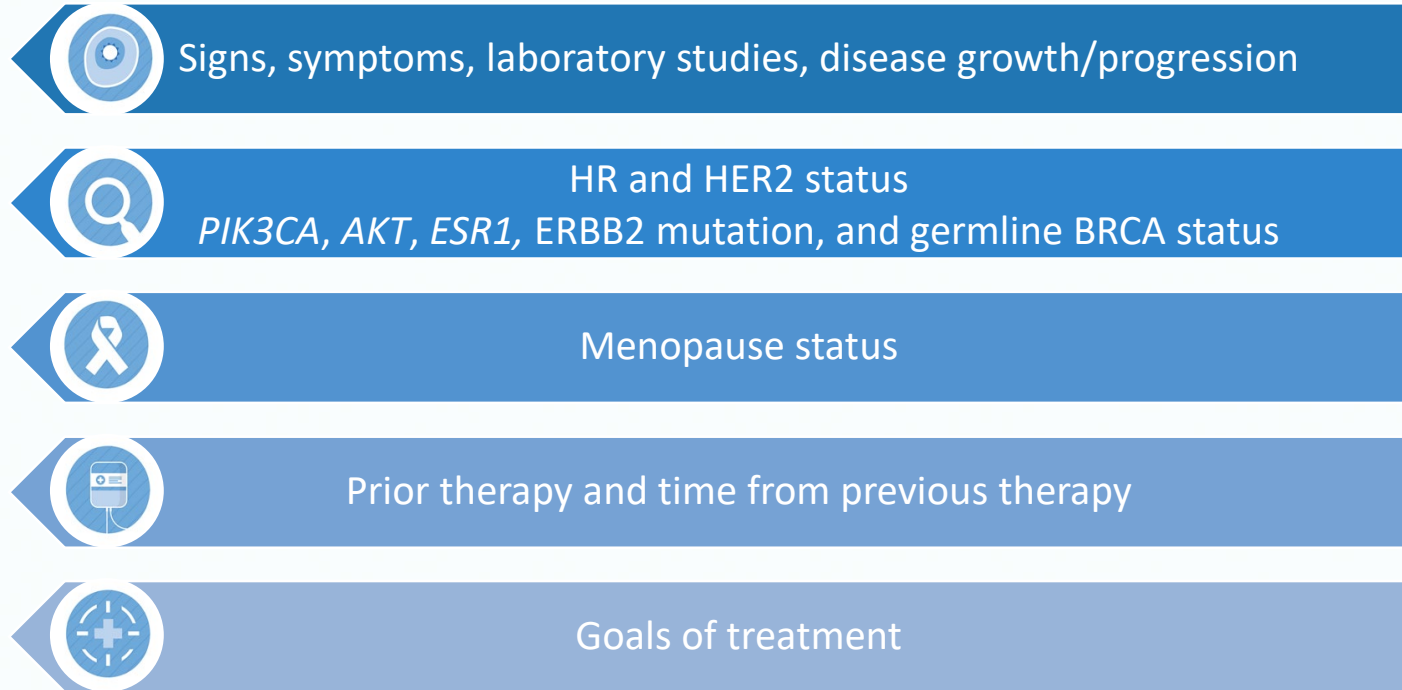 Signs, symptoms, laboratory studies, disease growth/progression
HR and HER2 status
PIK3CA, AKT, ESR1, ERBB2 mutation, and germline BRCA status
Menopause status
Prior therapy and time from previous therapy
Goals of treatment